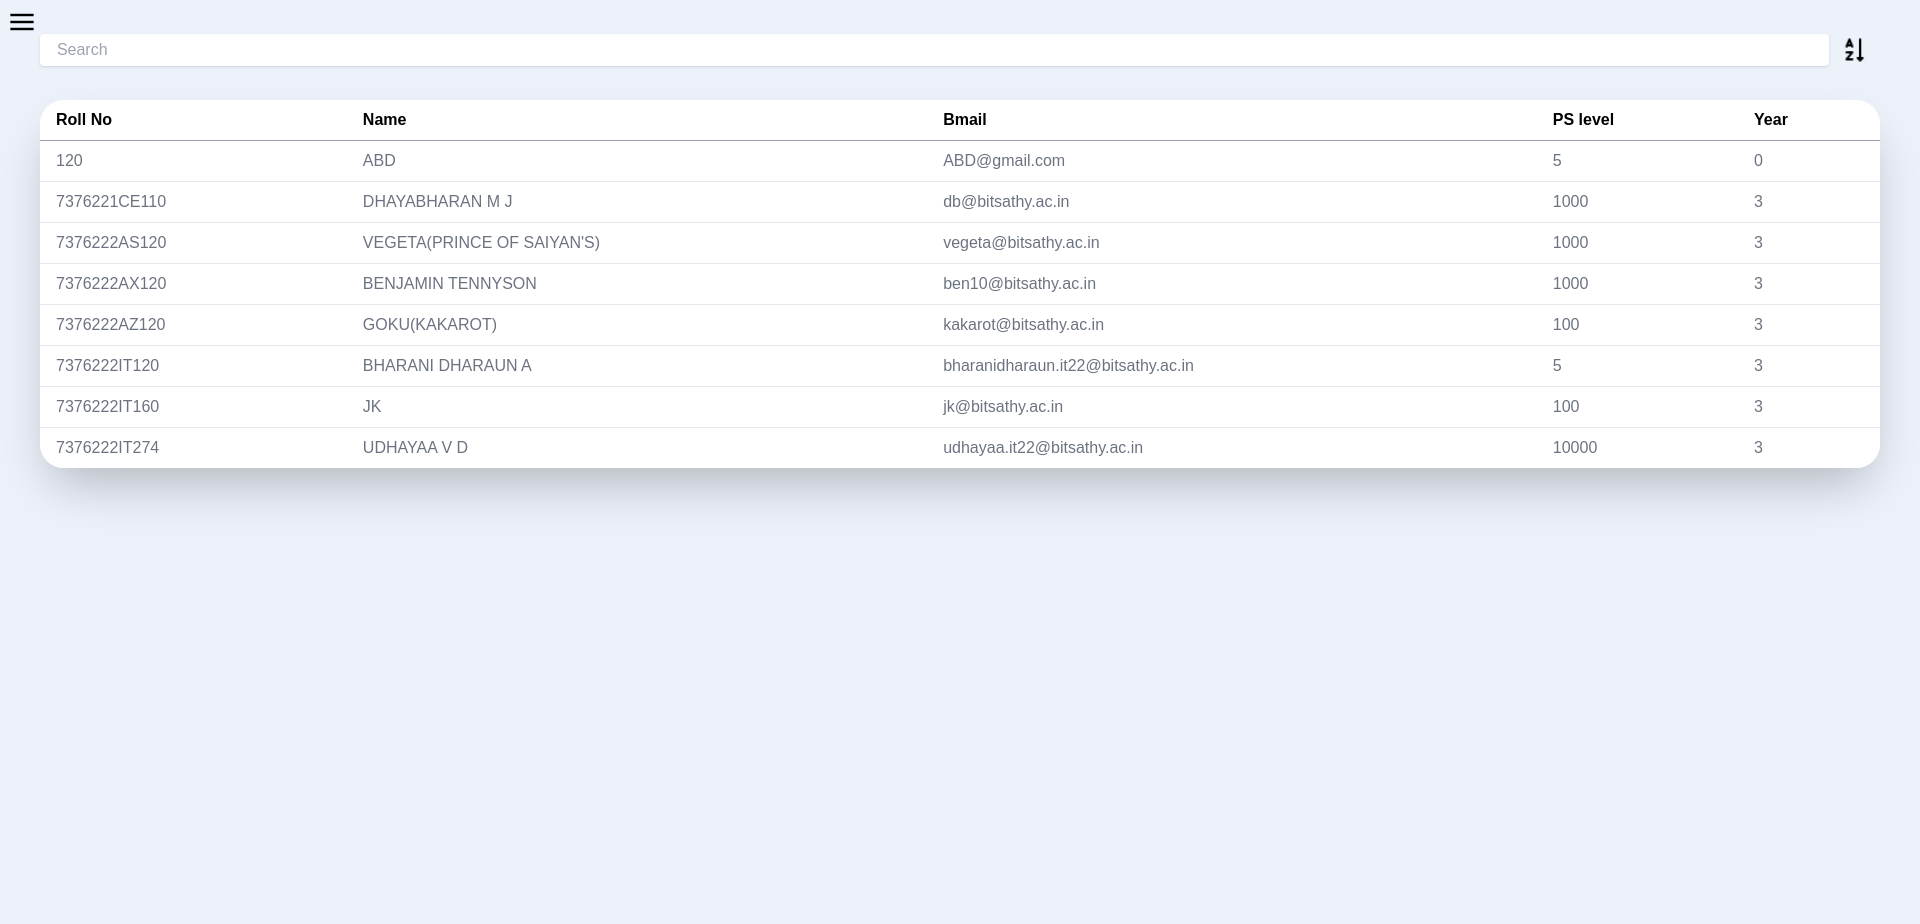 Search
A
Z
Roll No Name Bmail PS level Year
120 ABD ABD@gmail.com 5 0
7376221CE110 DHAYABHARAN M J db@bitsathy.ac.in 1000 3
7376222AS120 VEGETA(PRINCE OF SAIYAN'S) vegeta@bitsathy.ac.in 1000 3
7376222AX120 BENJAMIN TENNYSON ben10@bitsathy.ac.in 1000 3
7376222AZ120 GOKU(KAKAROT) kakarot@bitsathy.ac.in 100 3
7376222IT120 BHARANI DHARAUN A bharanidharaun.it22@bitsathy.ac.in 5 3
7376222IT160 JK jk@bitsathy.ac.in 100 3
7376222IT274 UDHAYAA V D udhayaa.it22@bitsathy.ac.in 10000 3